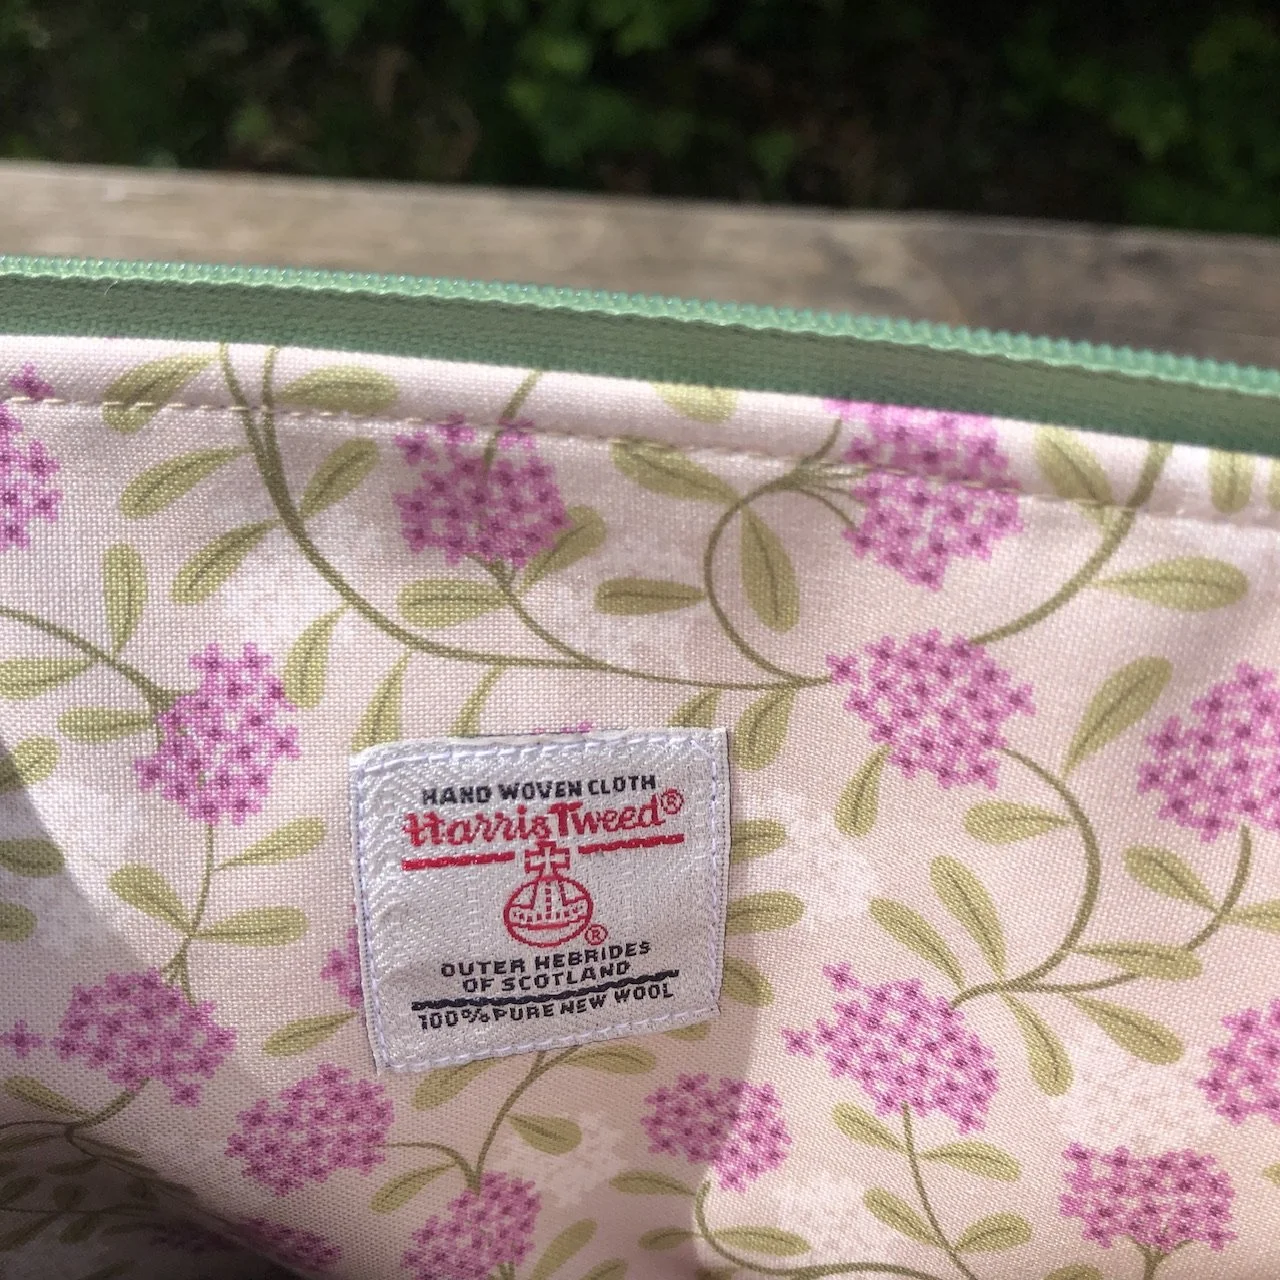 HAND WOVEN CLOTH
Harris Tweed®
®
OUTER HEBRIDES
OF SCOTLAND
100% PURE NEW WOOL